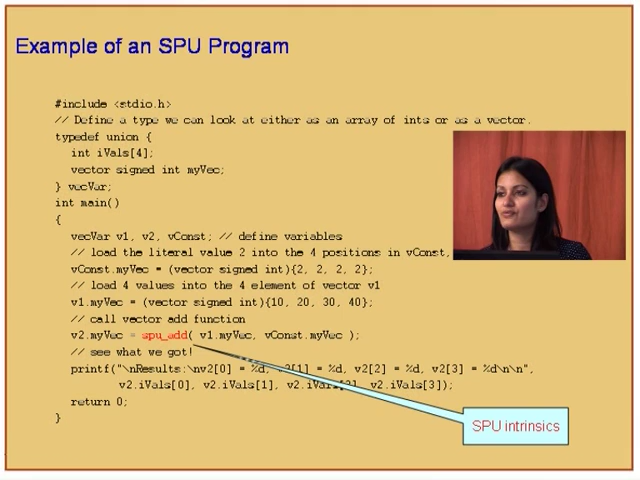 Example of an SPU Program
#include <stdio.h>
// Define a type we can look at either as an array of ints or as a vector.
typedef union {
int iVals[4];
vector signed int myVec;
} vecVar;
int main()
{
vecVar v1, v2, vConst; // define variables
// load the literal value 2 into the 4 positions in vConst,
vConst.myVec = (vector signed int){2, 2, 2, 2};
// load 4 values into the 4 element of vector v1
v1.myVec = (vector signed int){10, 20, 30, 40};
// call vector add function
v2.myVec = spu_add( v1.myVec, vConst.myVec );
// see what we got!
printf("\nResults:\nv2[0] = %d, v2[1] = %d, v2[2] = %d, v2[3] = %d\n\n",
v2.iVals[0], v2.iVals[1], v2.iVals[2], v2.iVals[3]);
return 0;
}
SPU intrinsics